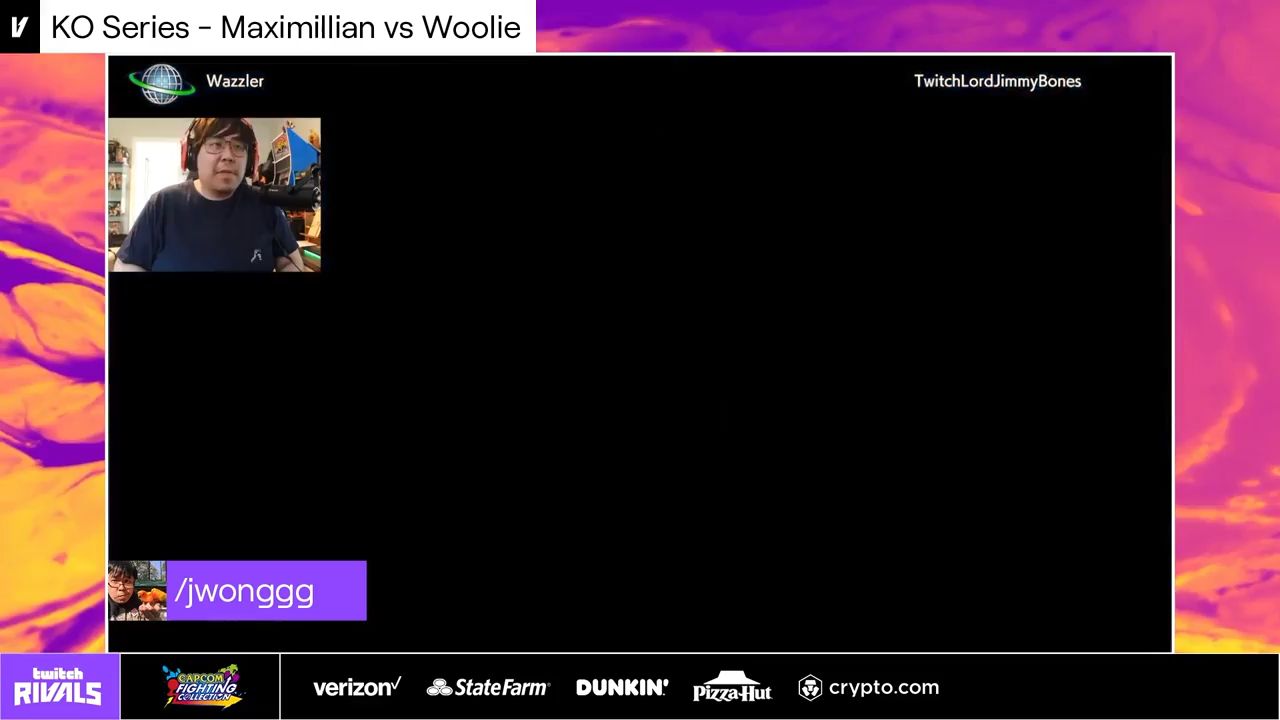 KO Series - Maximillian vs Woolie
Wazzler
TwitchLordJimmyBones
/jwonggg
twitch
RIVALS
CAPCOM
FIGHTING
COLLECTION
verizon
StateFarm
DUNKIN'
Pizza Hut
crypto.com